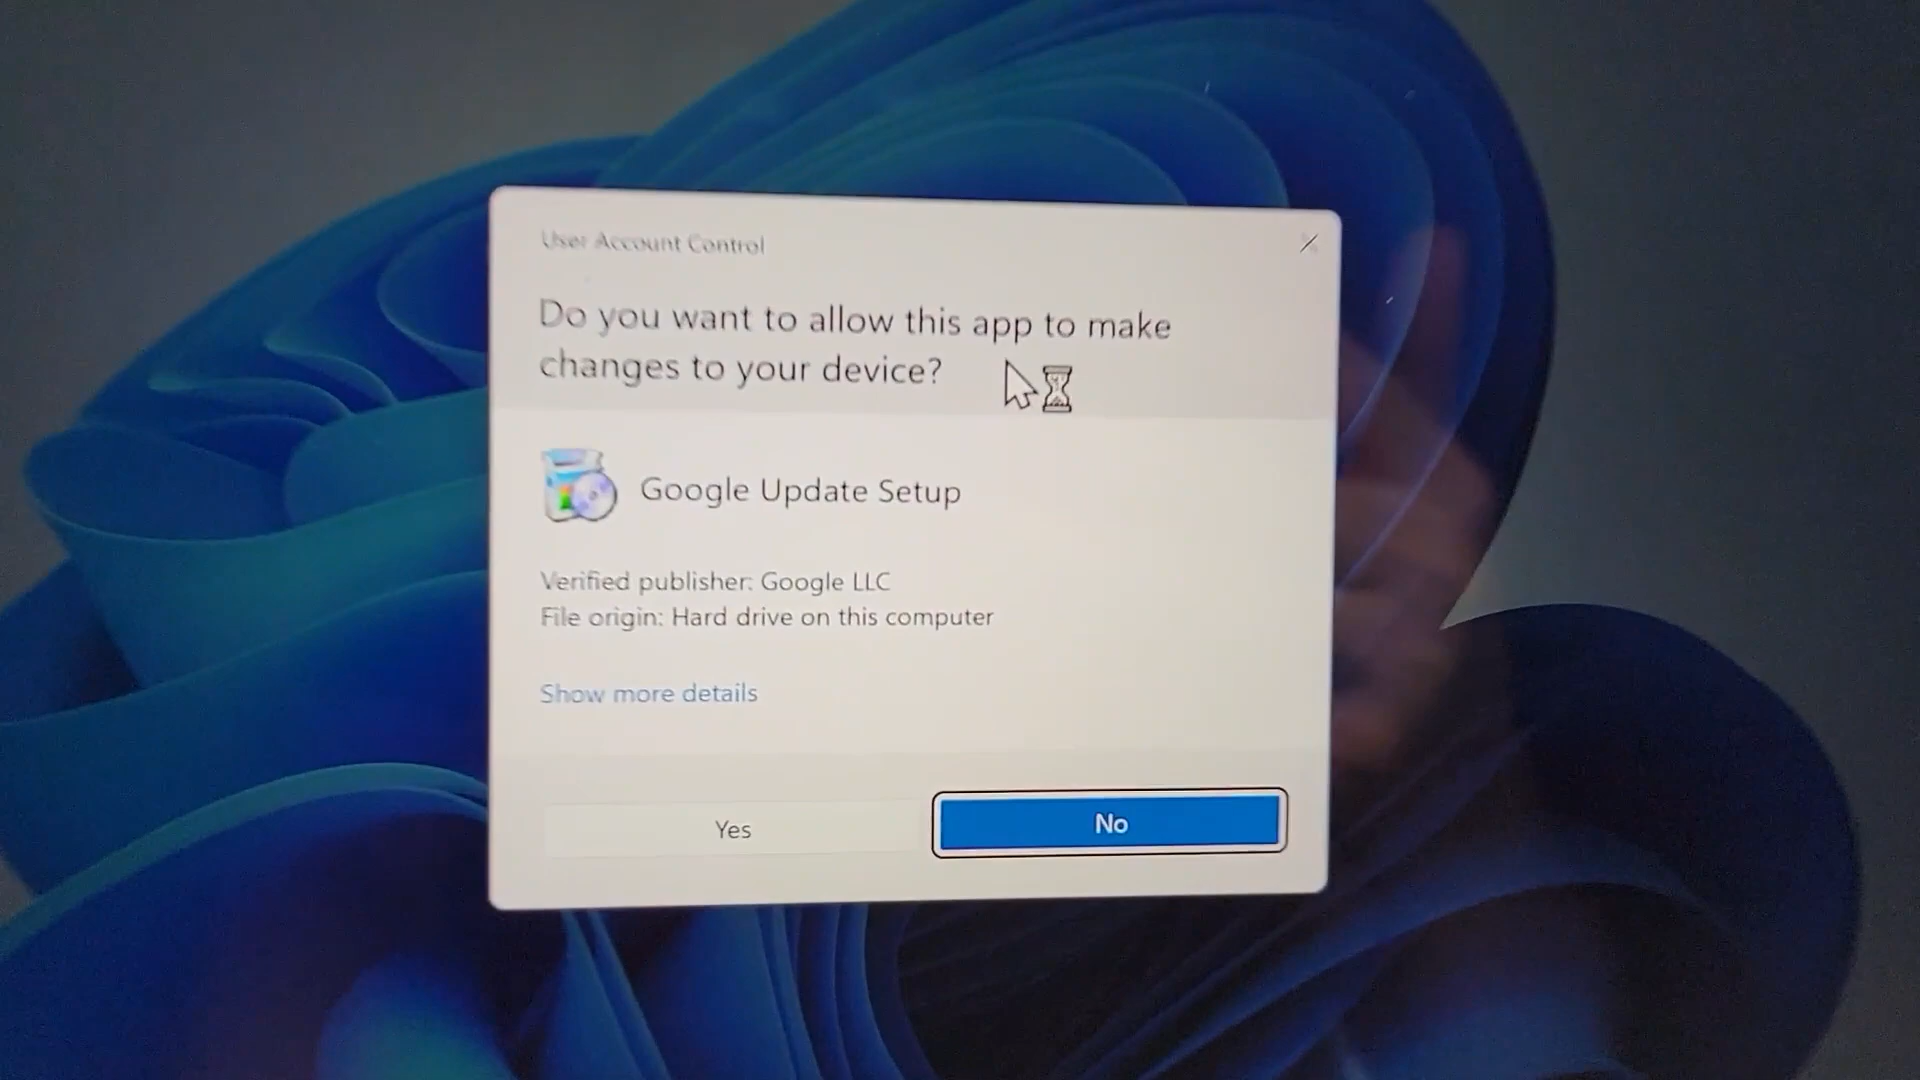 User Account Control
Do you want to allow this app to make
changes to your device?
Google Update Setup
Verified publisher: Google LLC
File origin: Hard drive on this computer
Show more details
Yes
No